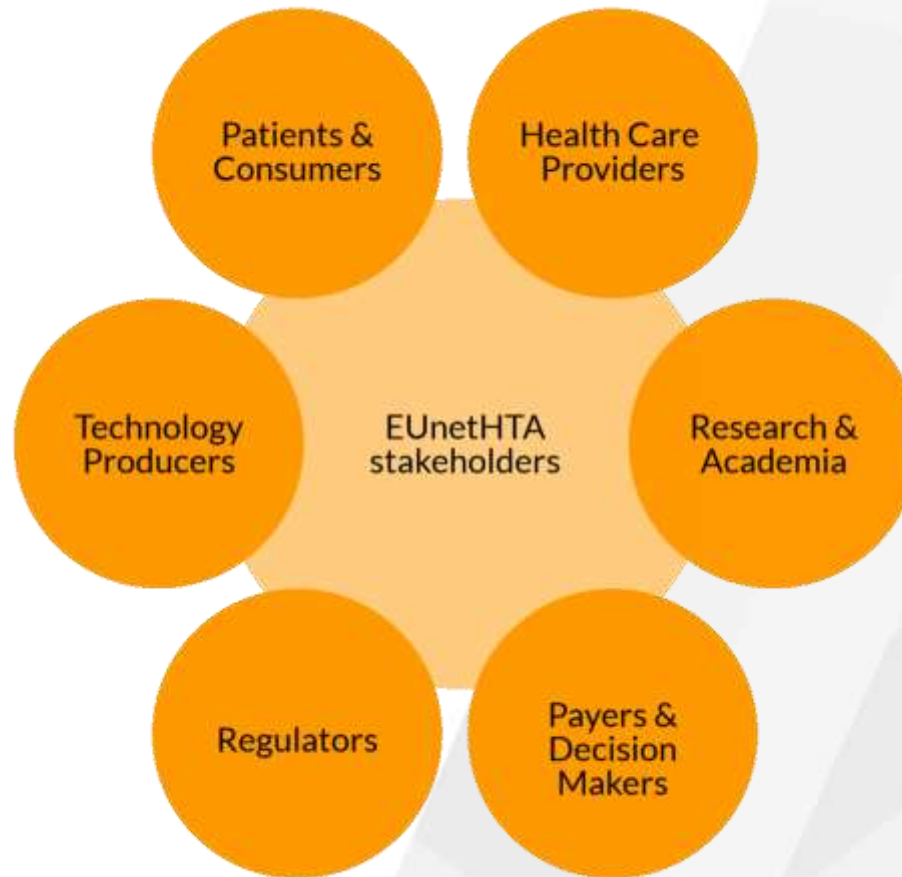 Patients &
Consumers
Health Care
Providers
Technology
Producers
EUnetHTA
stakeholders
Research &
Academia
Regulators
Payers &
Decision
Makers